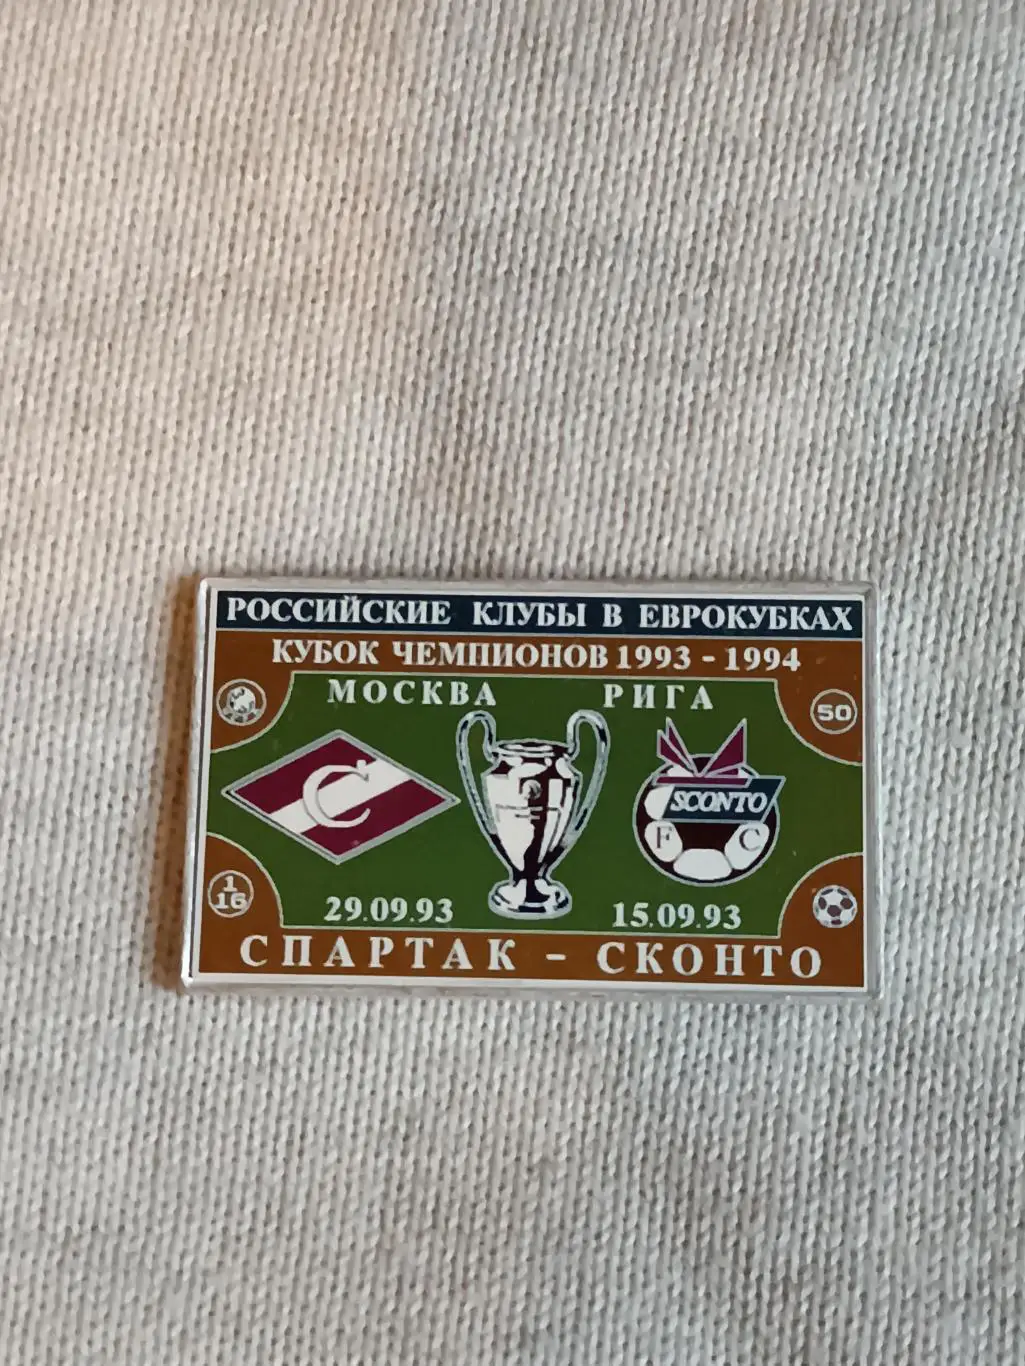 РОССИЙСКИЕ КЛУБЫ В ЕВРОКУБКАХ
КУБОК ЧЕМПИОНОВ 1993 - 1994
МОСКВА РИГА
50
С
SCONTO
F C
1/16
29.09.93 15.09.93
СПАРТАК - СКОНТО